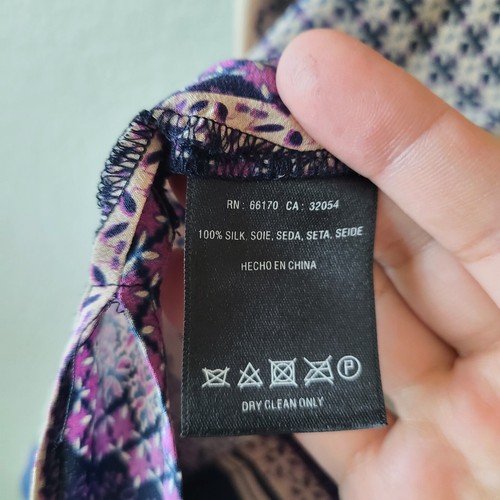 RN: 66170 CA: 32054
100% SILK, SOIE, SEDA, SETA, SEIDE
HECHO EN CHINA
P
DRY CLEAN ONLY